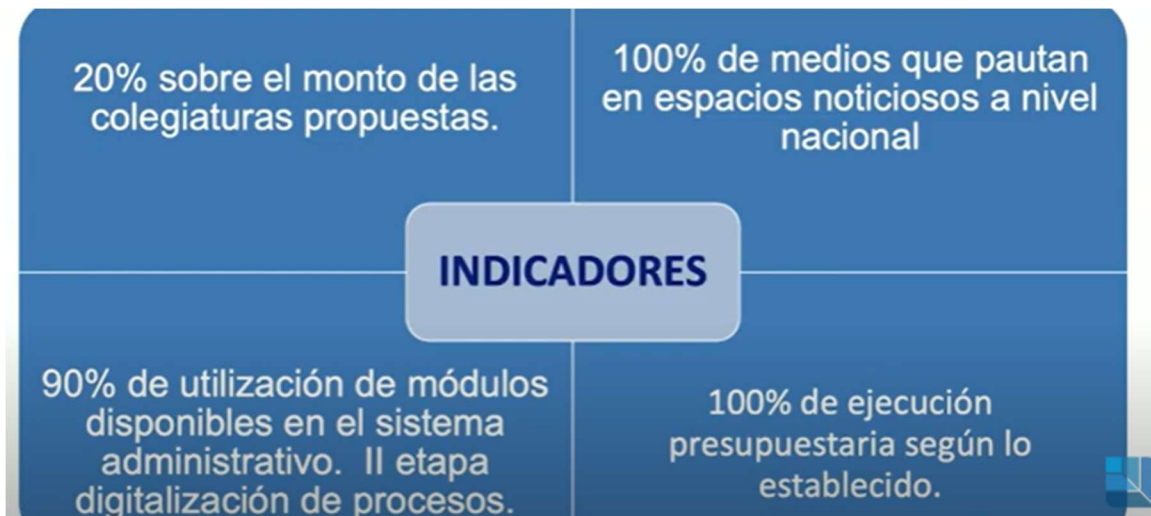 20% sobre el monto de las
colegiaturas propuestas.
100% de medios que pautan
en espacios noticiosos a nivel
nacional
INDICADORES
90% de utilización de módulos
disponibles en el sistema
administrativo. II etapa
digitalización de procesos.
100% de ejecución
presupuestaria según lo
establecido.